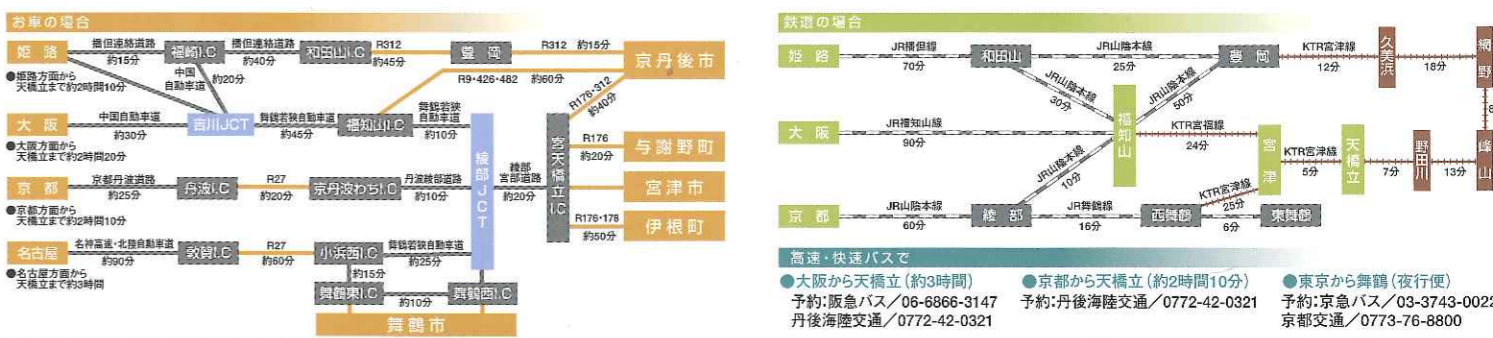 お車の場合
姫路
播但連絡道路
約15分
福崎I.C
播但連絡道路
約40分
和田山I.C
R312
約45分
豊岡
R312 約15分
京丹後市
●姫路方面から
天橋立まで約2時間10分
中国
自動車道
約20分
R9・426・482 約60分
R176・312
約40分
大阪
中国自動車道
約30分
吉川JCT
舞鶴若狭自動車道
約45分
福知山I.C
舞鶴若狭
自動車道
約10分
●大阪方面から
天橋立まで約2時間20分
綾部JCT
綾部
宮部道路
約20分
宮天橋立I.C
R176
約20分
与謝野町
宮津市
R176・178
約50分
伊根町
京都
京都丹波道路
約25分
丹波I.C
R27
約20分
京丹波わちI.C
丹波綾部道路
約10分
●京都方面から
天橋立まで約2時間10分
名古屋
名神高速・北陸自動車道
約90分
敦賀I.C
R27
約60分
小浜西I.C
舞鶴若狭自動車道
約25分
●名古屋方面から
天橋立まで約3時間
約15分
舞鶴東I.C
約10分
舞鶴西I.C
舞鶴市
鉄道の場合
姫路
JR播但線
70分
和田山
JR山陰本線
25分
豊岡
KTR宮津線
12分
久美浜
18分
網野
8
JR山陰本線
30分
JR山陰本線
50分
大阪
JR福知山線
90分
福知山
KTR宮福線
24分
宮津
KTR宮津線
5分
天橋立
7分
野田川
13分
峰山
JR山陰本線
10分
KTR宮津線
25分
京都
JR山陰本線
60分
綾部
JR舞鶴線
16分
西舞鶴
6分
東舞鶴
高速・快速バスで
●大阪から天橋立(約3時間)
予約:阪急バス/06-6866-3147
丹後海陸交通/0772-42-0321
●京都から天橋立(約2時間10分)
予約:丹後海陸交通/0772-42-0321
●東京から舞鶴(夜行便)
予約:京急バス/03-3743-0022
京都交通/0773-76-8800